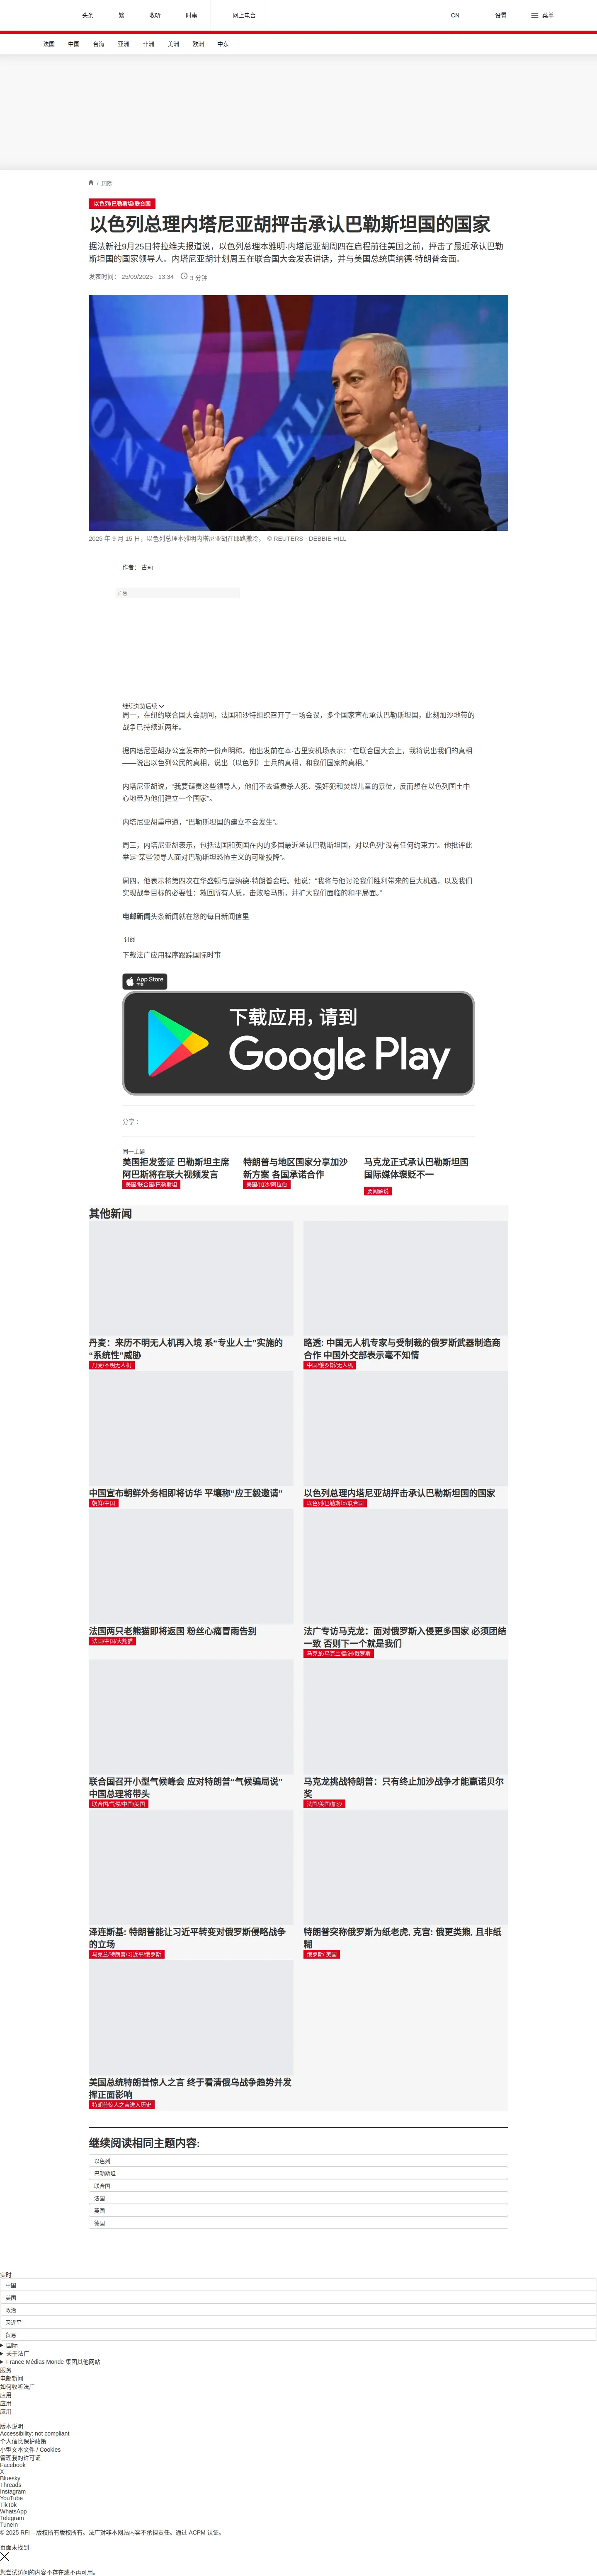 头条
繁
收听
时事
网上电台
CN
设置
菜单
法国
中国
台海
亚洲
非洲
美洲
欧洲
中东
/ 国际
以色列/巴勒斯坦/联合国
以色列总理内塔尼亚胡抨击承认巴勒斯坦国的国家
据法新社9月25日特拉维夫报道说，以色列总理本雅明·内塔尼亚胡周四在启程前往美国之前，抨击了最近承认巴勒
斯坦国的国家领导人。内塔尼亚胡计划周五在联合国大会发表讲话，并与美国总统唐纳德·特朗普会面。
发表时间： 25/09/2025 - 13:34
3 分钟
ONE ISRAEL
2025 年 9 月 15 日，以色列总理本雅明内塔尼亚胡在耶路撒冷。 © REUTERS - DEBBIE HILL
作者： 古莉
广告
继续浏览后续
周一，在纽约联合国大会期间，法国和沙特组织召开了一场会议，多个国家宣布承认巴勒斯坦国，此刻加沙地带的
战争已持续近两年。
据内塔尼亚胡办公室发布的一份声明称，他出发前在本·古里安机场表示：“在联合国大会上，我将说出我们的真相
——说出以色列公民的真相，说出（以色列）士兵的真相，和我们国家的真相。”
内塔尼亚胡说，“我要谴责这些领导人，他们不去谴责杀人犯、强奸犯和焚烧儿童的暴徒，反而想在以色列国土中
心地带为他们建立一个国家”。
内塔尼亚胡重申道，“巴勒斯坦国的建立不会发生”。
周三，内塔尼亚胡表示，包括法国和英国在内的多国最近承认巴勒斯坦国，对以色列“没有任何约束力”。他批评此
举是“某些领导人面对巴勒斯坦恐怖主义的可耻投降”。
周四，他表示将第四次在华盛顿与唐纳德·特朗普会晤。他说：“我将与他讨论我们胜利带来的巨大机遇，以及我们
实现战争目标的必要性：救回所有人质，击败哈马斯，并扩大我们面临的和平局面。”
电邮新闻头条新闻就在您的每日新闻信里
订阅
下载法广应用程序跟踪国际时事
App Store
下载
下载应用，请到
Google Play
分享 :
同一主题
美国拒发签证 巴勒斯坦主席
阿巴斯将在联大视频发言
美国/联合国/巴勒斯坦
特朗普与地区国家分享加沙
新方案 各国承诺合作
美国/加沙/阿拉伯
马克龙正式承认巴勒斯坦国
国际媒体褒贬不一
要闻解说
其他新闻
丹麦：来历不明无人机再入境 系“专业人士”实施的
“系统性”威胁
丹麦/不明无人机
路透: 中国无人机专家与受制裁的俄罗斯武器制造商
合作 中国外交部表示毫不知情
中国/俄罗斯/无人机
中国宣布朝鲜外务相即将访华 平壤称“应王毅邀请”
朝鲜/中国
以色列总理内塔尼亚胡抨击承认巴勒斯坦国的国家
以色列/巴勒斯坦/联合国
法国两只老熊猫即将返国 粉丝心痛冒雨告别
法国/中国/大熊猫
法广专访马克龙：面对俄罗斯入侵更多国家 必须团结
一致 否则下一个就是我们
马克龙/马克兰/欧洲/俄罗斯
联合国召开小型气候峰会 应对特朗普“气候骗局说”
中国总理将带头
联合国/气候/中国/美国
马克龙挑战特朗普：只有终止加沙战争才能赢诺贝尔
奖
法国/美国/加沙
泽连斯基: 特朗普能让习近平转变对俄罗斯侵略战争
的立场
乌克兰/特朗普/习近平/俄罗斯
特朗普突称俄罗斯为纸老虎, 克宫: 俄更类熊, 且非纸
糊
俄罗斯/ 美国
美国总统特朗普惊人之言 终于看清俄乌战争趋势并发
挥正面影响
特朗普惊人之言进入历史
继续阅读相同主题内容:
以色列
巴勒斯坦
联合国
法国
英国
德国
实时
中国
美国
政治
习近平
贸易
国际
关于法广
France Médias Monde 集团其他网站
服务
电邮新闻
如何收听法广
应用
应用
应用
版本说明
Accessibility: not compliant
个人信息保护政策
小型文本文件 / Cookies
管理我的许可证
Facebook
X
Bluesky
Threads
Instagram
YouTube
TikTok
WhatsApp
Telegram
TuneIn
© 2025 RFI – 版权所有版权所有。法广对非本网站内容不承担责任。通过 ACPM 认证。
页面未找到
您尝试访问的内容不存在或不再可用。